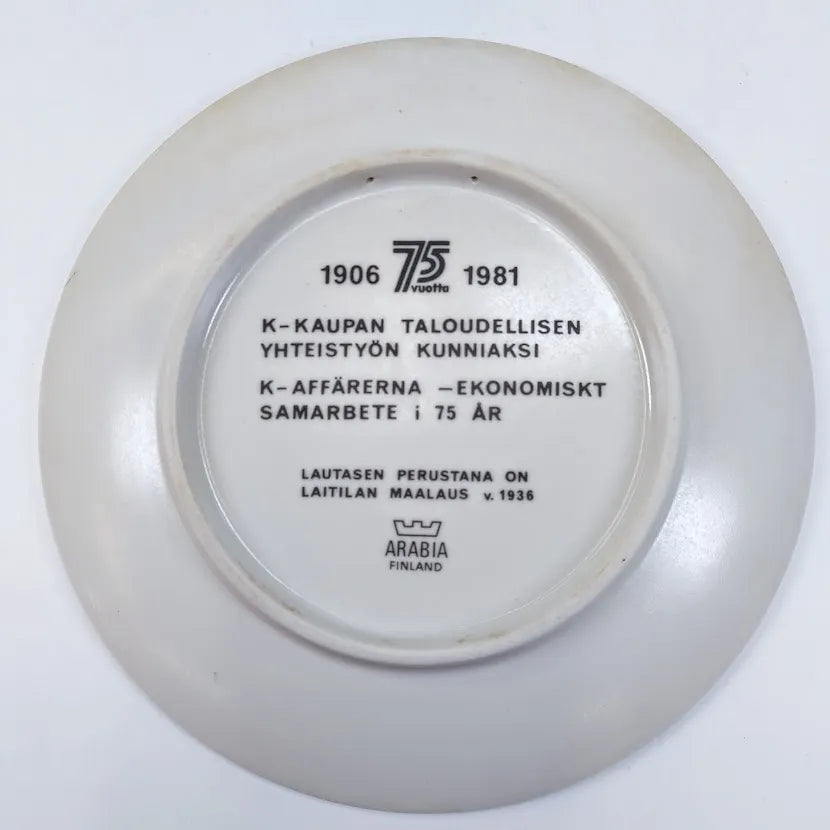 1906 75 vuotta 1981
K-KAUPAN TALOUDELLISEN
YHTEISTYÖN KUNNIAKSI
K-AFFÄRERNA -EKONOMISKT
SAMARBETE i 75 ÅR
LAUTASEN PERUSTANA ON
LAITILAN MAALAUS v. 1936
ARABIA
FINLAND